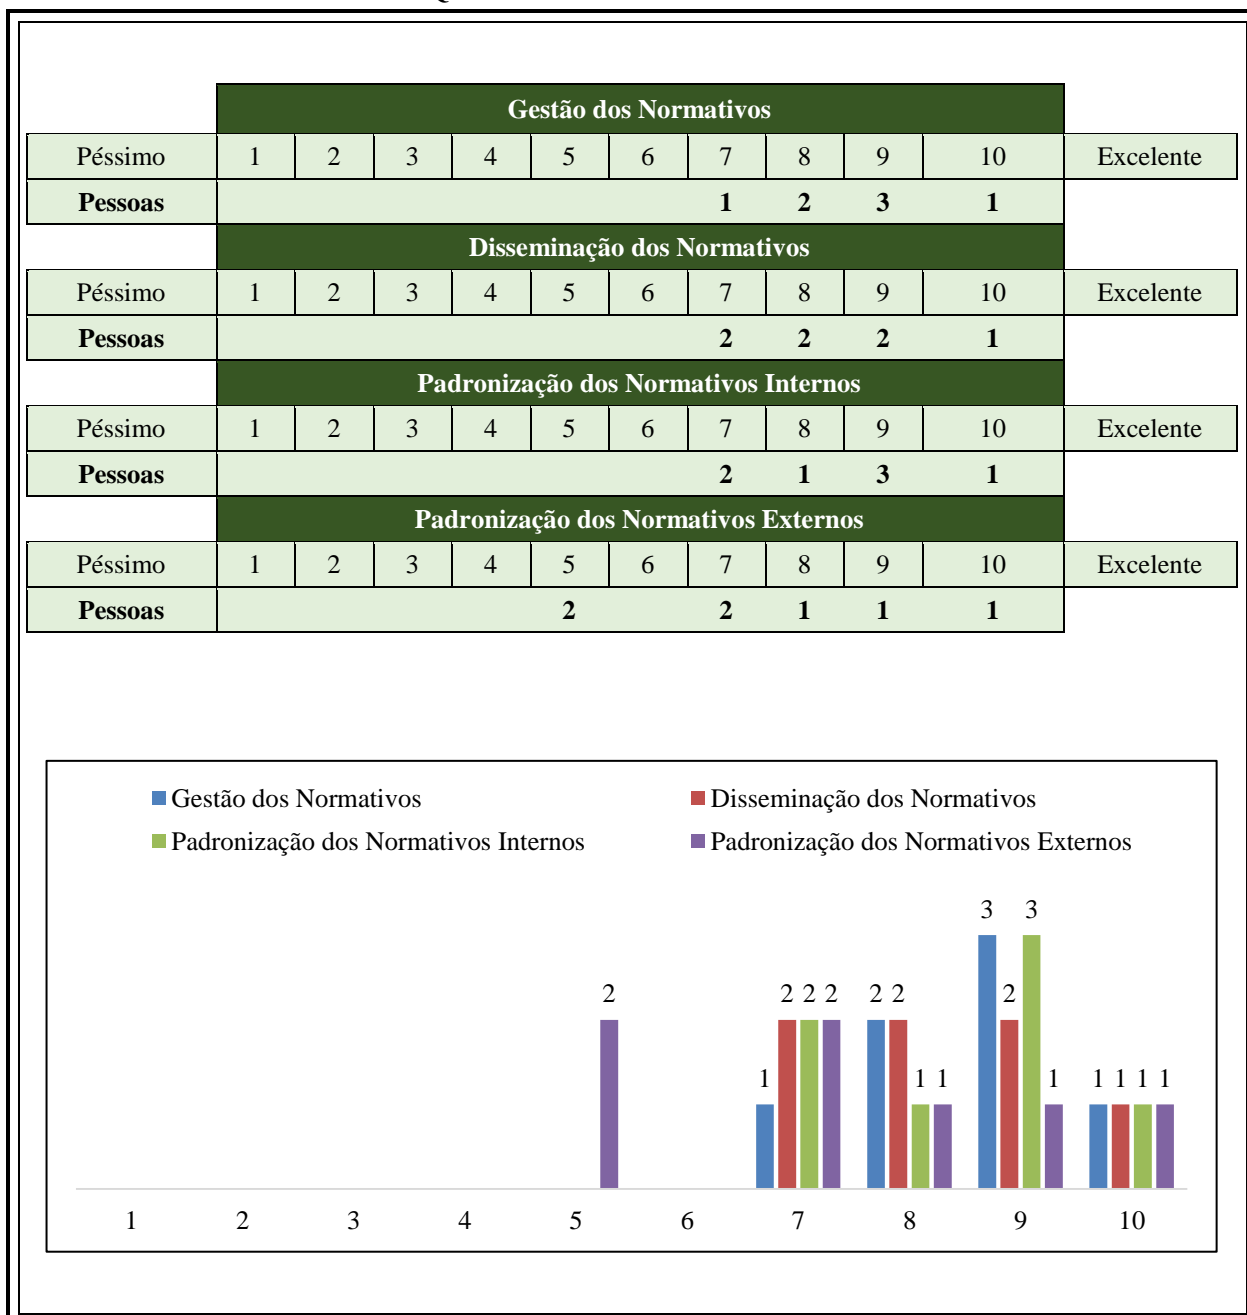 Gestão dos Normativos
Péssimo 1 2 3 4 5 6 7 8 9 10 Excelente
Pessoas 1 2 3 1
Disseminação dos Normativos
Péssimo 1 2 3 4 5 6 7 8 9 10 Excelente
Pessoas 2 2 2 1
Padronização dos Normativos Internos
Péssimo 1 2 3 4 5 6 7 8 9 10 Excelente
Pessoas 2 1 3 1
Padronização dos Normativos Externos
Péssimo 1 2 3 4 5 6 7 8 9 10 Excelente
Pessoas 2 2 1 1 1
Gestão dos Normativos Disseminação dos Normativos
Padronização dos Normativos Internos Padronização dos Normativos Externos
3 3
2 2 2 2 2 2 2
1 1 1 1 1 1 1 1
1 2 3 4 5 6 7 8 9 10